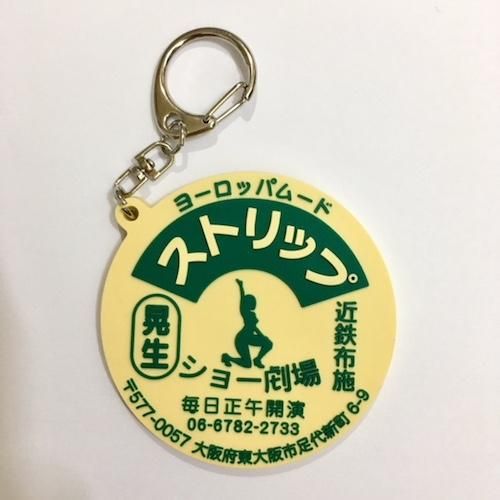 ヨーロッパムード
ストリップ。
晃生
ショー劇場
近鉄布施
毎日正午開演
06-6782-2733
〒577-0057 大阪府東大阪市足代新町 6-9